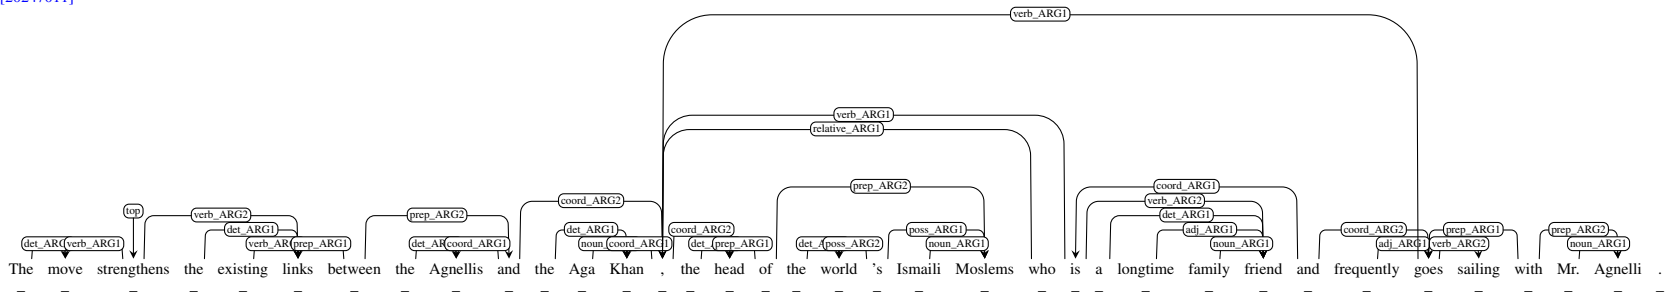 verb_ARG1
verb_ARG1
relative_ARG1
prep_ARG2 coord_ARG1
coord_ARG2 verb_ARG2
top verb_ARG2 prep_ARG2 det_ARG1
det_ARG1 det_ARG1 coord_ARG2 poss_ARG1 adj_ARG1 coord_ARG2 prep_ARG1 prep_ARG2
verb_ARG1 prep_ARG1 coord_ARG1 coord_ARG1 prep_ARG1 poss_ARG2 noun_ARG1 noun_ARG1 adj_ARG1 verb_ARG2 noun_ARG1
The move strengthens the existing links between the Agnellis and the Aga Khan , the head of the world 's Ismaili Moslems who is a longtime family friend and frequently goes sailing with Mr. Agnelli .
_ _ _ _ _ _ _ _ _ _ _ _ _ _ _ _ _ _ _ _ _ _ _ _ _ _ _ _ _ _ _ _ _ _ _ _